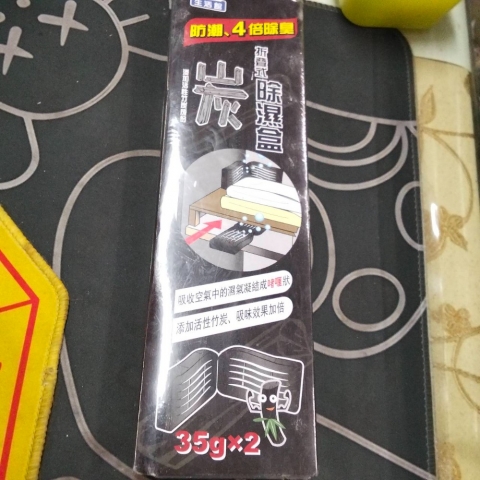 防潮、4倍除臭
折疊式除濕盒
炭
吸收空氣中的濕氣凝結成啫喱狀
添加活性竹炭、吸味效果加倍
35g×2